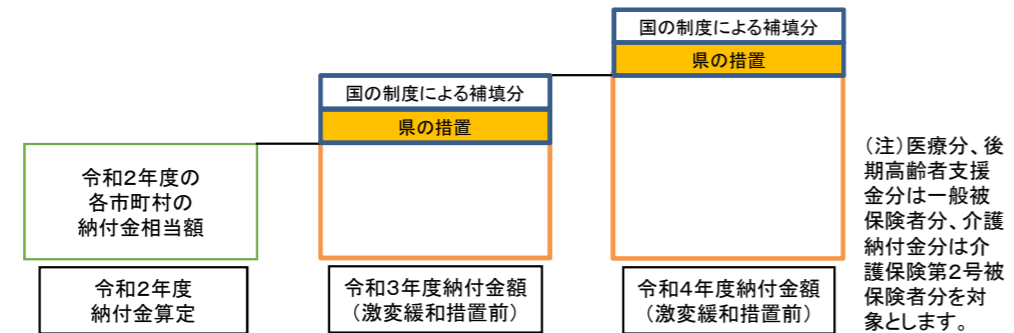 国の制度による補填分
県の措置
国の制度による補填分
県の措置
令和2年度の
各市町村の
納付金相当額
令和2年度
納付金算定
令和3年度納付金額
（激変緩和措置前）
令和4年度納付金額
（激変緩和措置前）
（注）医療分、後
期高齢者支援
金分は一般被
保険者分、介護
納付金分は介
護保険第2号被
保険者分を対
象とします。